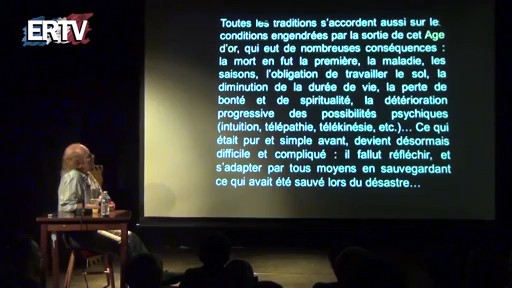 ERTV
Toutes les traditions s'accordent aussi sur les
conditions engendrées par la sortie de cet Age
d'or, qui eut de nombreuses conséquences :
la mort en fut la première, la maladie, les
saisons, l'obligation de travailler le sol, la
diminution de la durée de vie, la perte de
bonté et de spiritualité, la détérioration
progressive des possibilités psychiques
(intuition, télépathie, télékinésie, etc.)... Ce qui
était pur et simple avant, devient désormais
difficile et compliqué : il fallut réfléchir, et
s'adapter par tous moyens en sauvegardant
ce qui avait été sauvé lors du désastre...